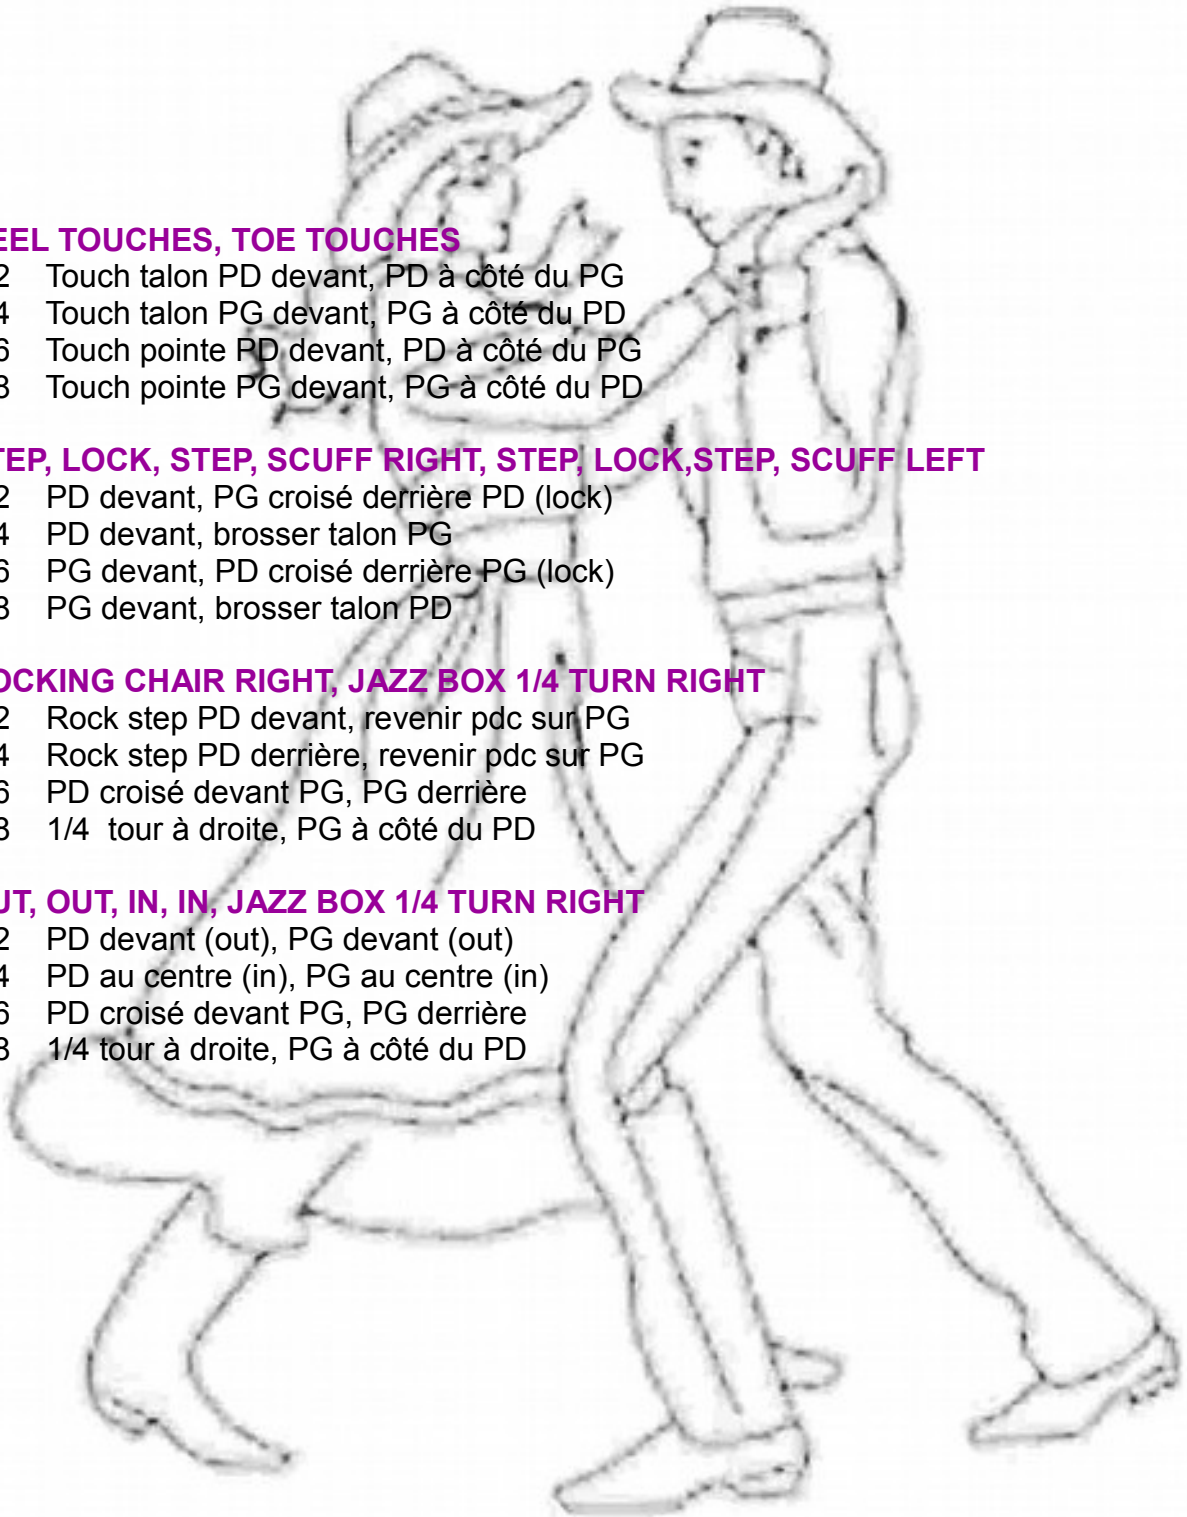 EEL TOUCHES, TOE TOUCHES
2 Touch talon PD devant, PD à côté du PG
4 Touch talon PG devant, PG à côté du PD
6 Touch pointe PD devant, PD à côté du PG
8 Touch pointe PG devant, PG à côté du PD
TEP, LOCK, STEP, SCUFF RIGHT, STEP, LOCK,STEP, SCUFF LEFT
2 PD devant, PG croisé derrière PD (lock)
4 PD devant, brosser talon PG
6 PG devant, PD croisé derrière PG (lock)
8 PG devant, brosser talon PD
OCKING CHAIR RIGHT, JAZZ BOX 1/4 TURN RIGHT
2 Rock step PD devant, revenir pdc sur PG
4 Rock step PD derrière, revenir pdc sur PG
6 PD croisé devant PG, PG derrière
8 1/4 tour à droite, PG à côté du PD
UT, OUT, IN, IN, JAZZ BOX 1/4 TURN RIGHT
2 PD devant (out), PG devant (out)
4 PD au centre (in), PG au centre (in)
6 PD croisé devant PG, PG derrière
8 1/4 tour à droite, PG à côté du PD